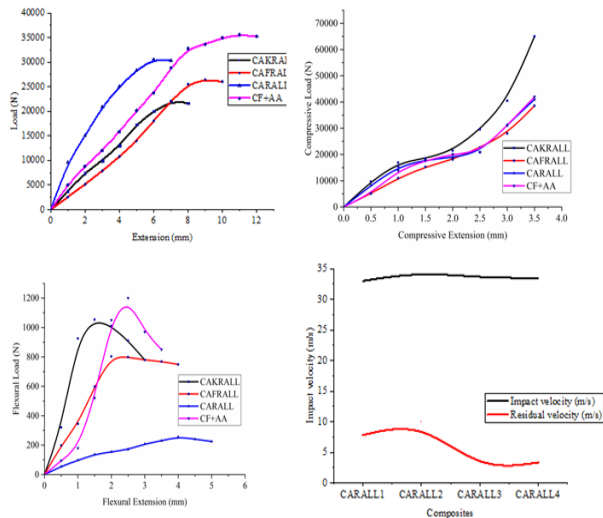 40000
35000
30000
25000
20000
15000
10000
5000
0
Load (N)
CAKRALL
CAFRALL
CARALL
CF+AA
0 2 4 6 8 10 12
Extension (mm)
70000
60000
50000
40000
30000
20000
10000
0
Compressive Load (N)
CAKRALL
CAFRALL
CARALL
CF+AA
0.0 0.5 1.0 1.5 2.0 2.5 3.0 3.5 4.0
Compressive Extension (mm)
1200
1000
800
600
400
200
0
Flexural Load (N)
CAKRALL
CAFRALL
CARALL
CF+AA
0 1 2 3 4 5 6
Flexural Extension (mm)
35
30
25
20
15
10
5
0
Impact velocity (m/s)
Impact velocity (m/s)
Residual velocity (m/s)
CARALL1 CARALL2 CARALL3 CARALL4
Composites